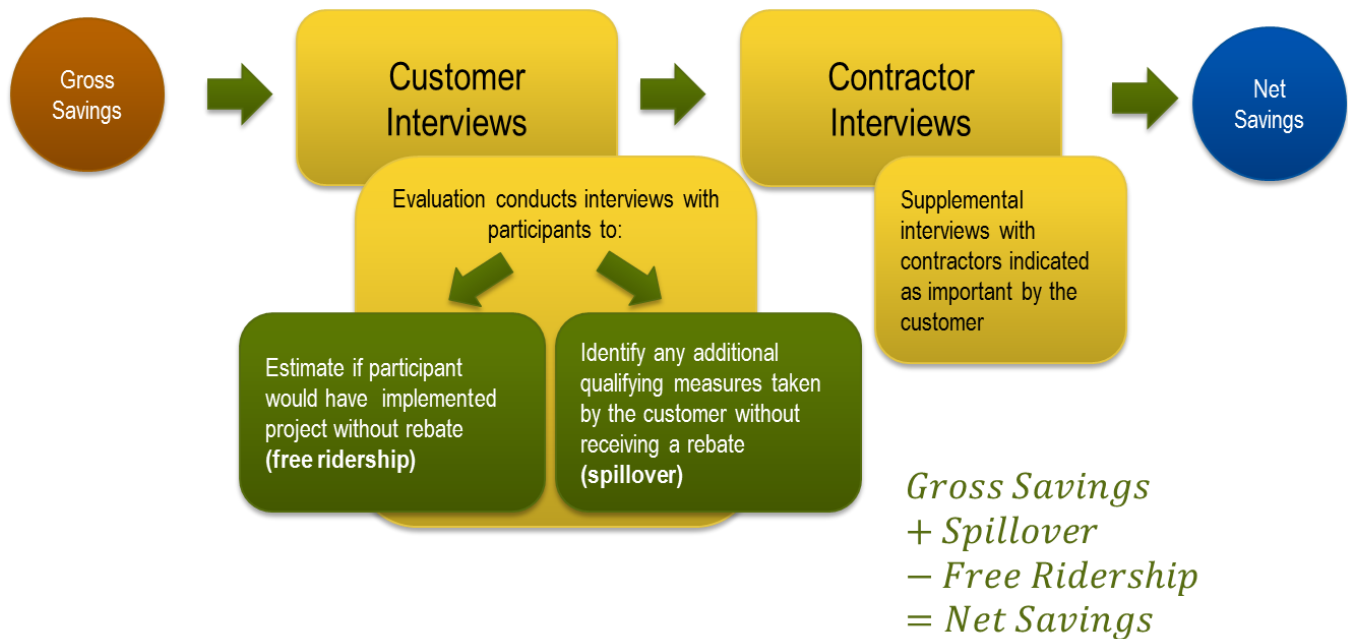 Gross
Savings
Customer
Interviews
Contractor
Interviews
Net
Savings
Evaluation conducts interviews with
participants to:
Estimate if participant
would have implemented
project without rebate
(free ridership)
Identify any additional
qualifying measures taken
by the customer without
receiving a rebate
(spillover)
Supplemental
interviews with
contractors indicated
as important by the
customer
Gross Savings
+ Spillover
− Free Ridership
= Net Savings